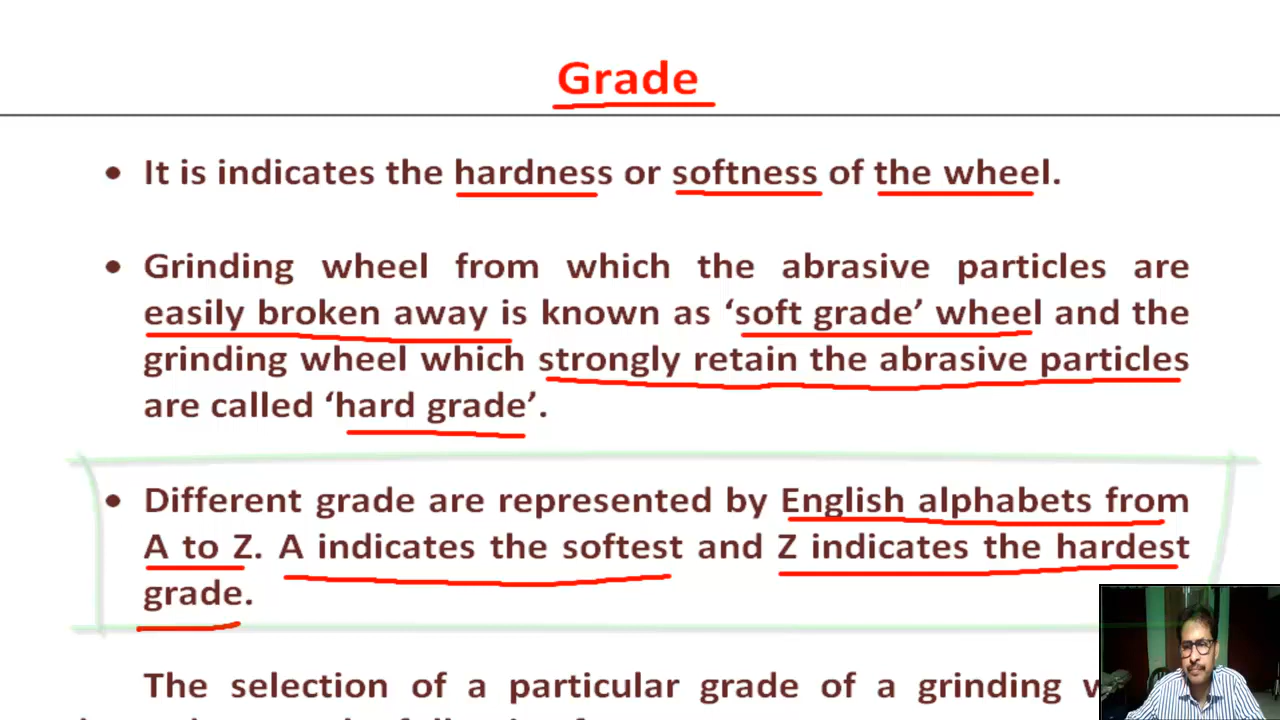 Grade
• It is indicates the hardness or softness of the wheel.
• Grinding wheel from which the abrasive particles are
easily broken away is known as ‘soft grade’ wheel and the
grinding wheel which strongly retain the abrasive particles
are called ‘hard grade’.
• Different grade are represented by English alphabets from
A to Z. A indicates the softest and Z indicates the hardest
grade.
The selection of a particular grade of a grinding